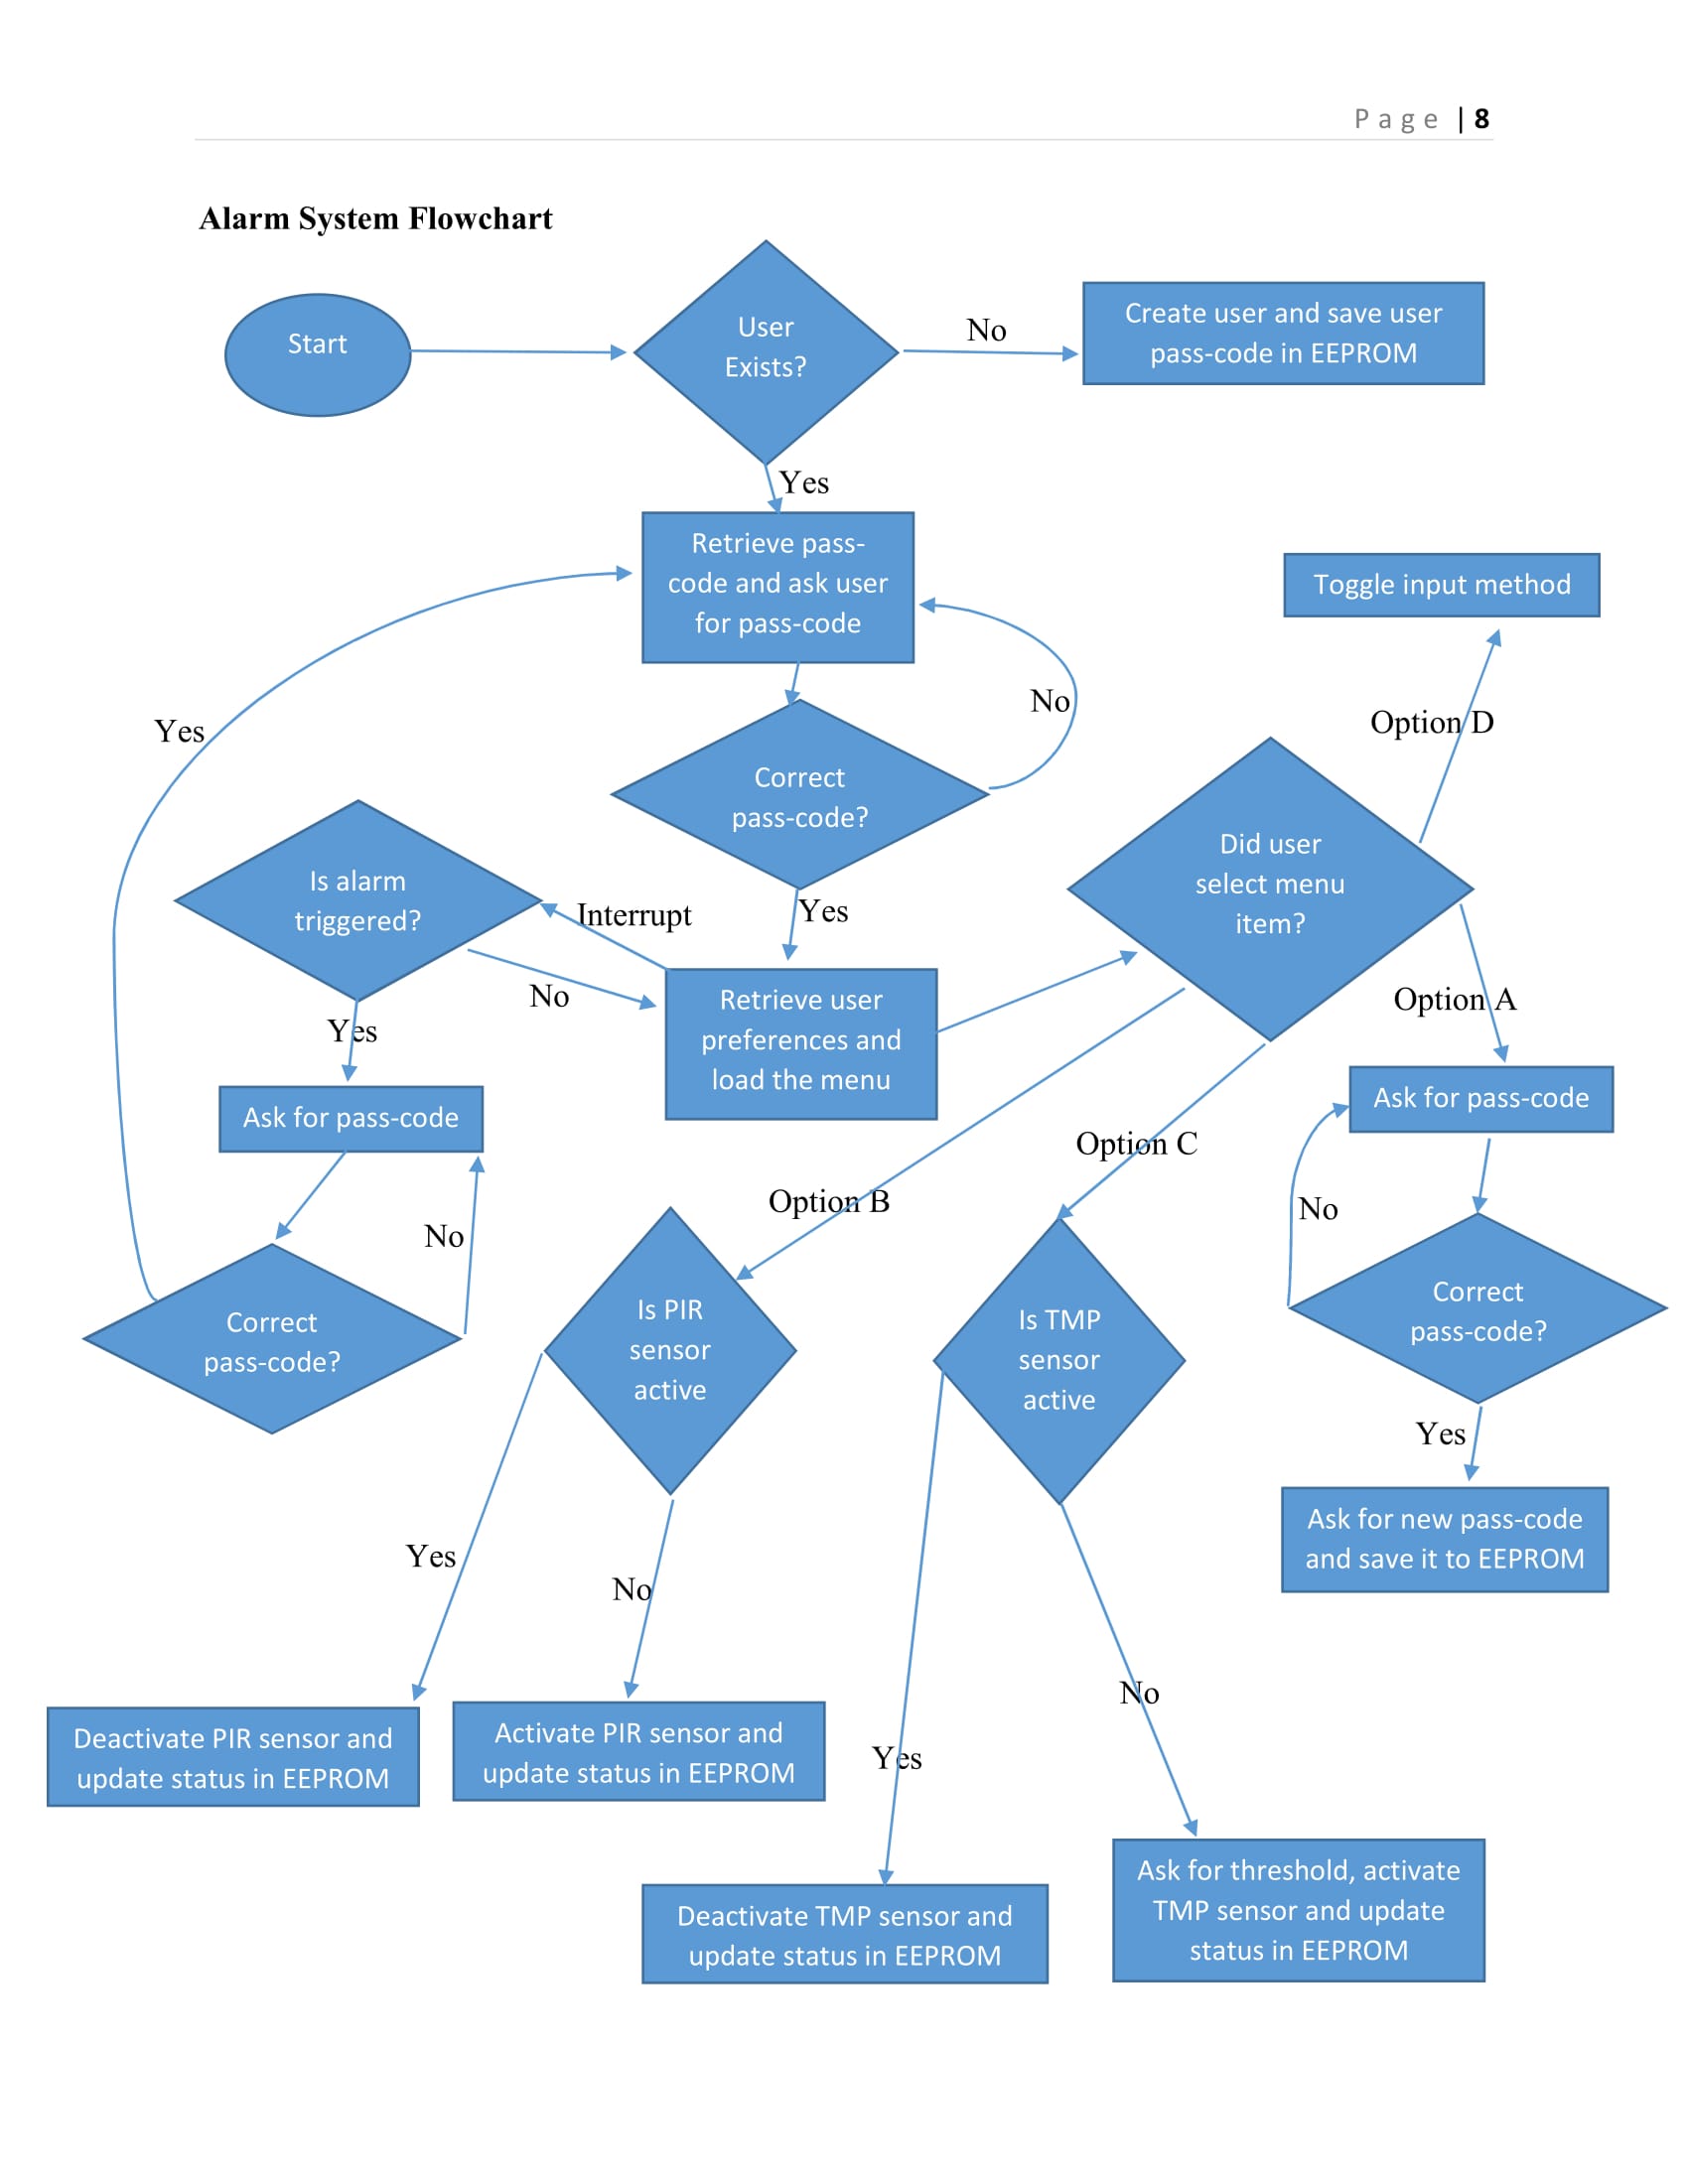 Page | 8
Alarm System Flowchart
Start
User
Exists?
No
Create user and save user
pass-code in EEPROM
Yes
Retrieve pass-
code and ask user
for pass-code
Toggle input method
No
Option D
Yes
Correct
pass-code?
Did user
select menu
item?
Is alarm
triggered?
Interrupt
Yes
No
Retrieve user
preferences and
load the menu
Option A
Yes
Ask for pass-code
Ask for pass-code
Option C
Option B
No
No
Correct
pass-code?
Is PIR
sensor
active
Is TMP
sensor
active
Correct
pass-code?
Yes
Ask for new pass-code
and save it to EEPROM
Yes
No
No
Yes
Deactivate PIR sensor and
update status in EEPROM
Activate PIR sensor and
update status in EEPROM
Deactivate TMP sensor and
update status in EEPROM
Ask for threshold, activate
TMP sensor and update
status in EEPROM